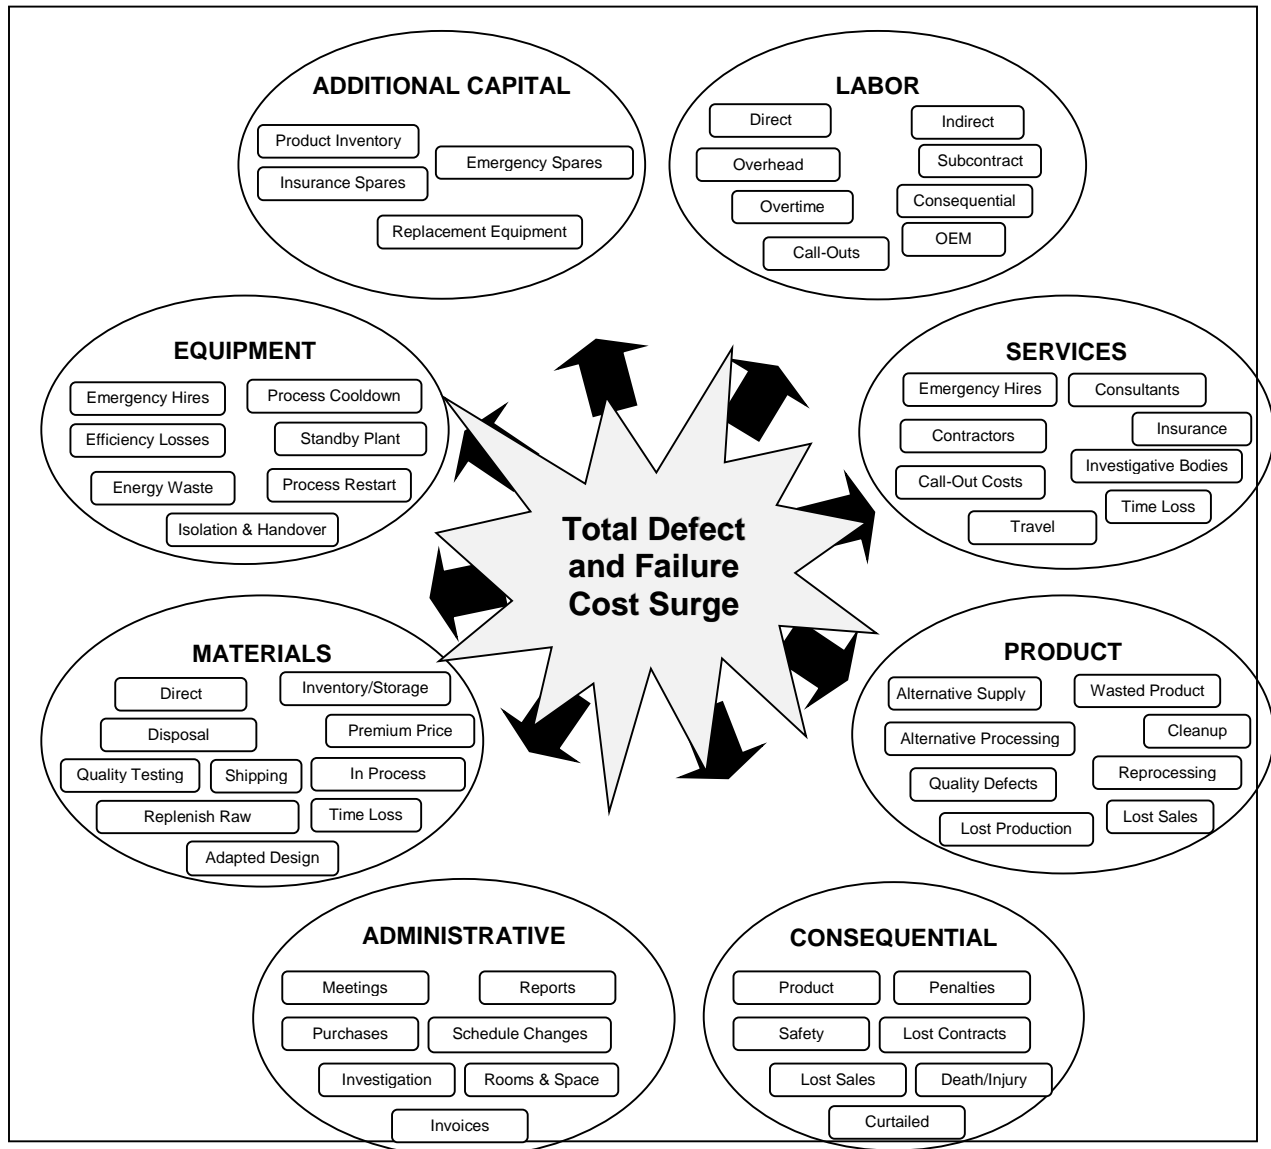 ADDITIONAL CAPITAL
Product Inventory
Emergency Spares
Insurance Spares
Replacement Equipment
LABOR
Direct
Indirect
Overhead
Subcontract
Overtime
Consequential
Call-Outs
OEM
EQUIPMENT
Emergency Hires
Process Cooldown
Efficiency Losses
Standby Plant
Energy Waste
Process Restart
Isolation & Handover
SERVICES
Emergency Hires
Consultants
Contractors
Insurance
Call-Out Costs
Investigative Bodies
Travel
Time Loss
Total Defect
and Failure
Cost Surge
MATERIALS
Direct
Inventory/Storage
Disposal
Premium Price
Quality Testing
Shipping
In Process
Replenish Raw
Time Loss
Adapted Design
PRODUCT
Alternative Supply
Wasted Product
Alternative Processing
Cleanup
Quality Defects
Reprocessing
Lost Production
Lost Sales
ADMINISTRATIVE
Meetings
Reports
Purchases
Schedule Changes
Investigation
Rooms & Space
Invoices
CONSEQUENTIAL
Product
Penalties
Safety
Lost Contracts
Lost Sales
Death/Injury
Curtailed